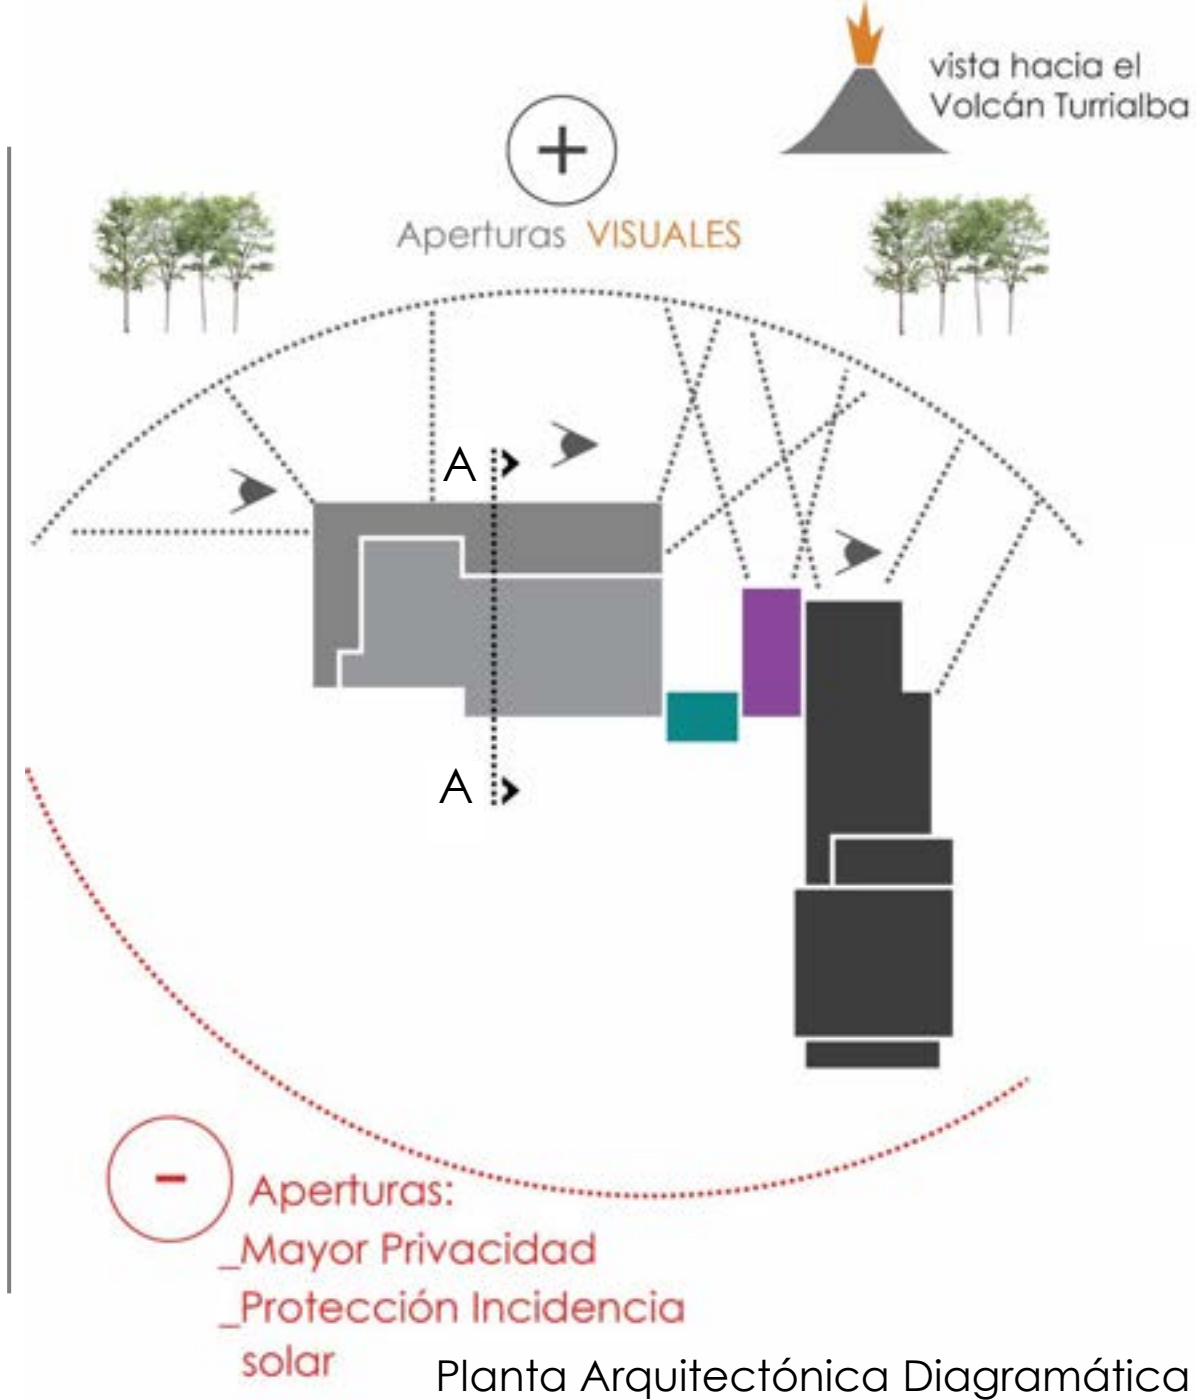 vista hacia el
Volcán Turrialba
+
Aperturas VISUALES
A
A
-
Aperturas:
_Mayor Privacidad
_Protección Incidencia
solar
Planta Arquitectónica Diagramática